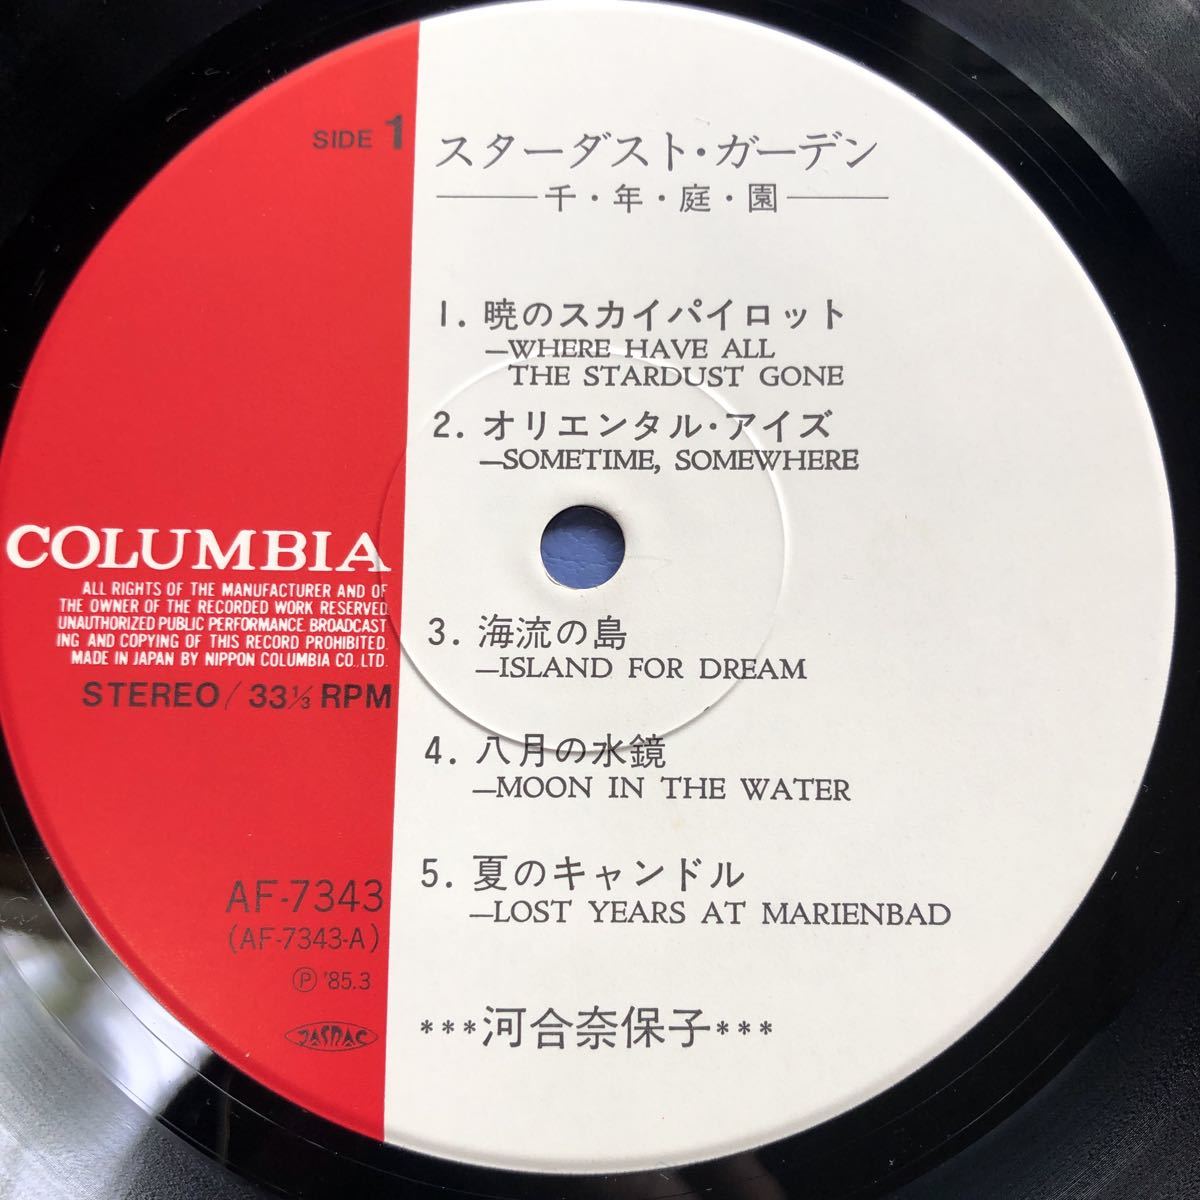 SIDE 1
スターダスト・ガーデン
千・年・庭・園
1. 暁のスカイパイロット
—WHERE HAVE ALL
THE STARDUST GONE
2. オリエンタル・アイズ
—SOMETIME, SOMEWHERE
3. 海流の島
—ISLAND FOR DREAM
4. 八月の水鏡
—MOON IN THE WATER
5. 夏のキャンドル
—LOST YEARS AT MARIENBAD
***河合奈保子***
COLUMBIA
ALL RIGHTS OF THE MANUFACTURER AND OF
THE OWNER OF THE RECORDED WORK RESERVED.
UNAUTHORIZED PUBLIC PERFORMANCE. BROADCAST
ING AND COPYING OF THIS RECORD PROHIBITED.
MADE IN JAPAN BY NIPPON COLUMBIA CO., LTD.
STEREO / 33⅓ RPM
AF-7343
(AF-7343-A)
Ⓟ '85.3
JASRAC